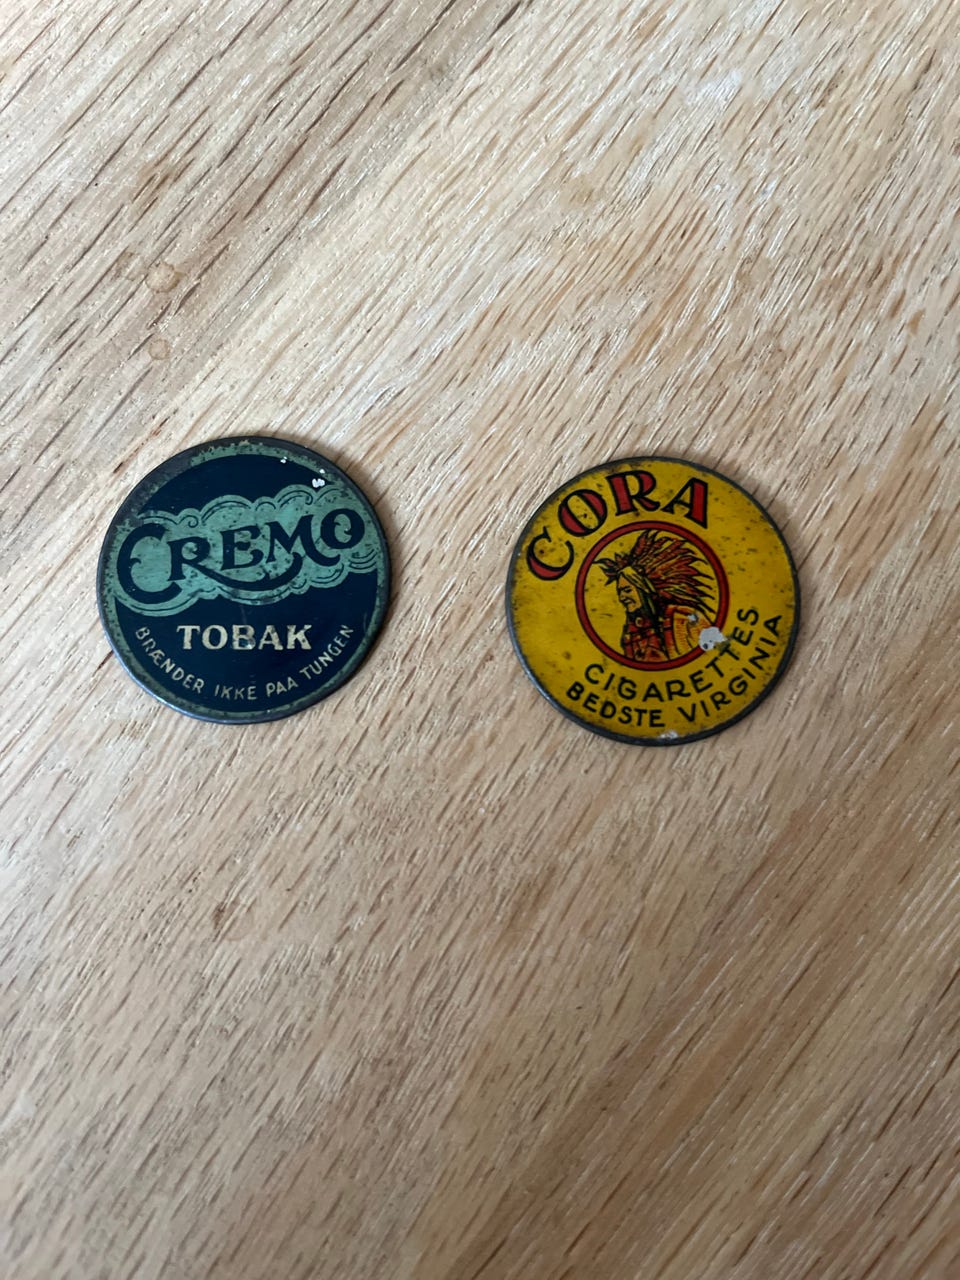 CREMO
TOBAK
BRÆNDER IKKE PAA TUNGEN
CORA
CIGARETTES
BEDSTE VIRGINIA